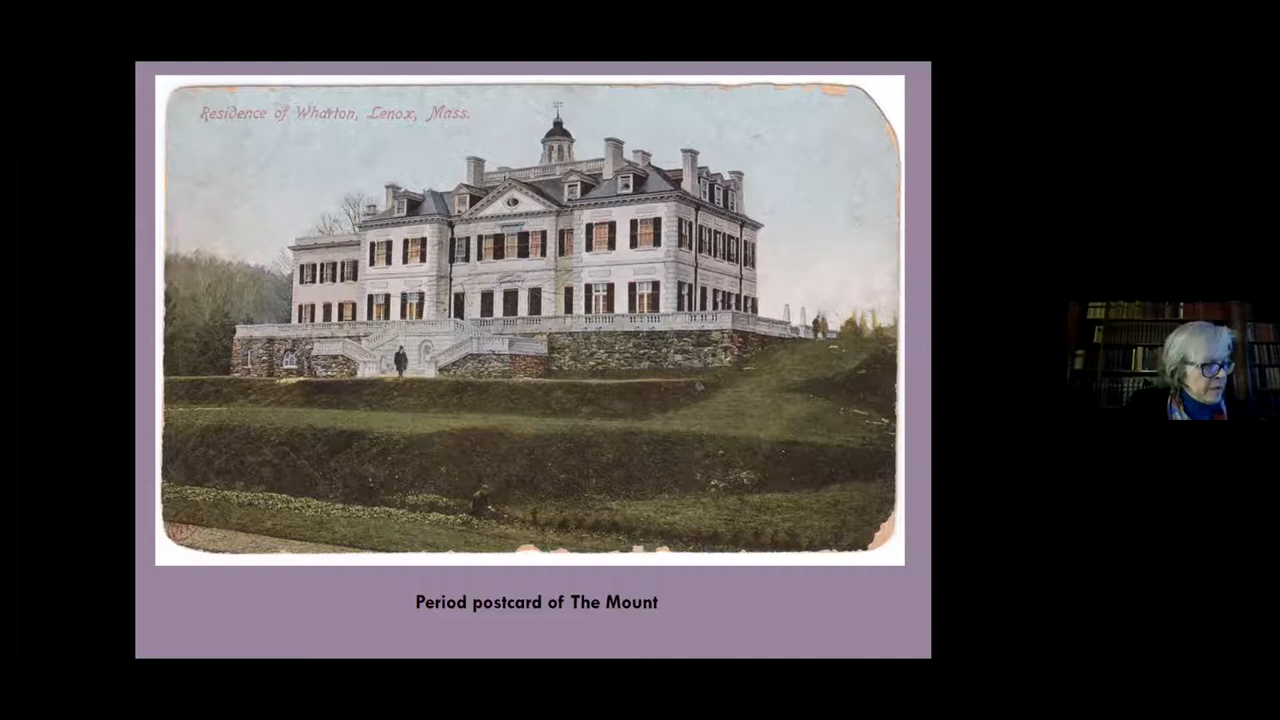 Residence of Wharton, Lenox, Mass.
Period postcard of The Mount